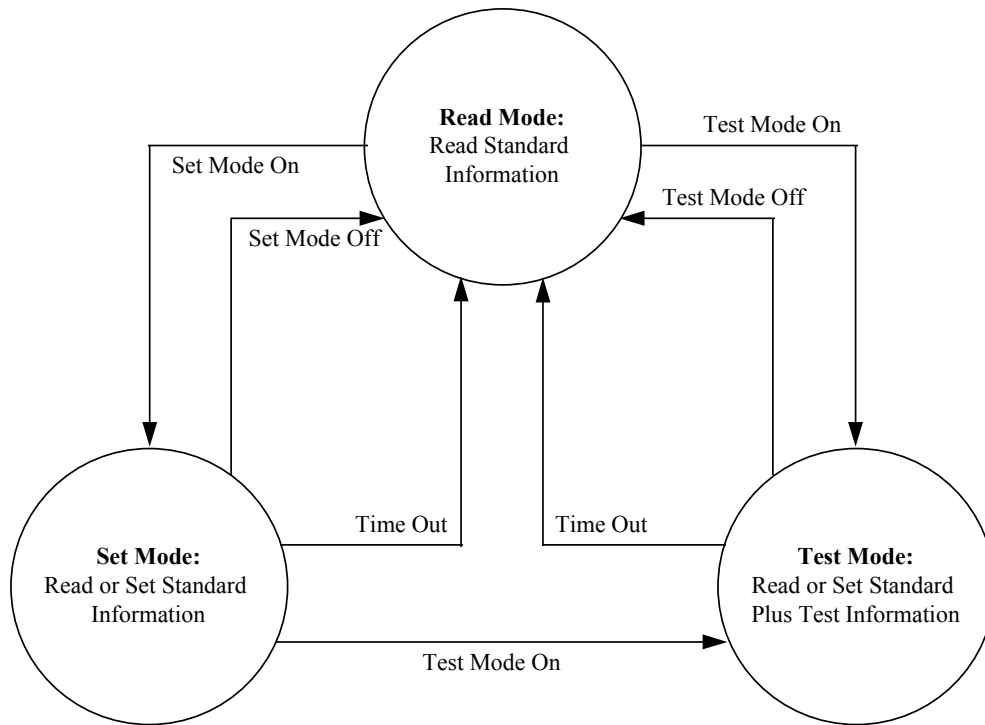 Read Mode:
Read Standard
Information
Set Mode On
Test Mode On
Set Mode Off
Test Mode Off
Time Out
Time Out
Set Mode:
Read or Set Standard
Information
Test Mode:
Read or Set Standard
Plus Test Information
Test Mode On